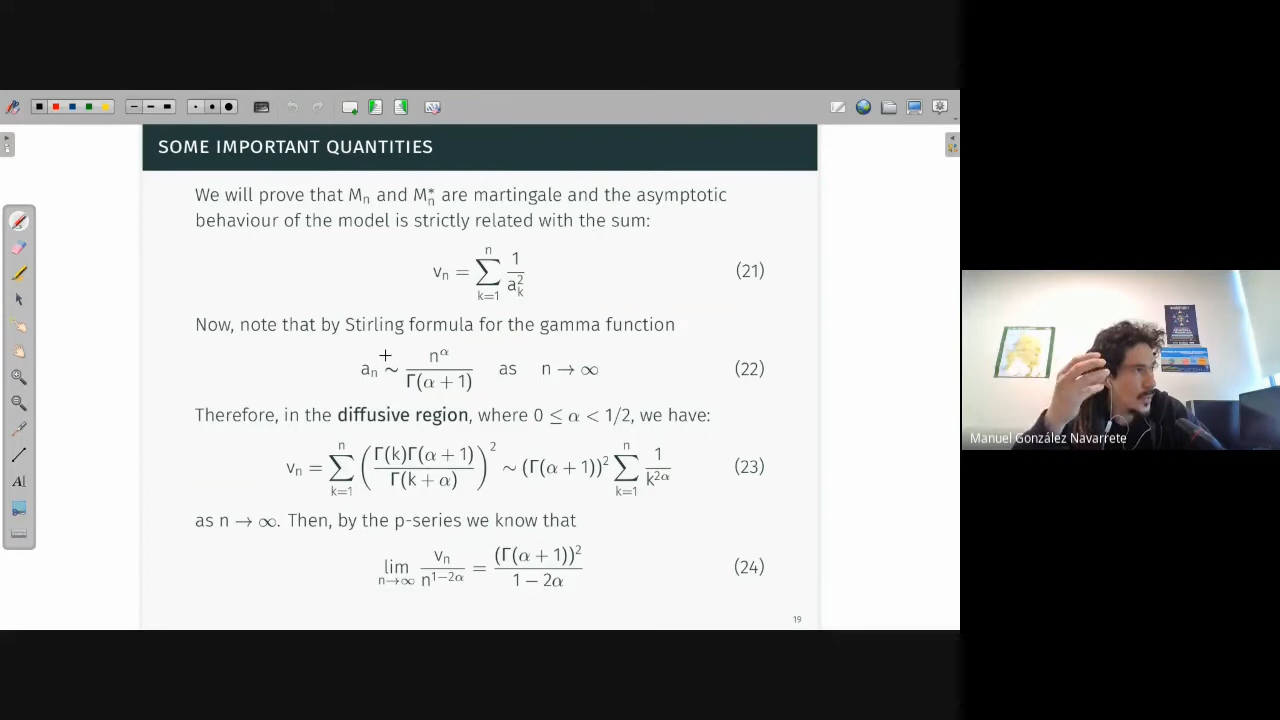 SOME IMPORTANT QUANTITIES
We will prove that Mₙ and Mₙ* are martingale and the asymptotic
behaviour of the model is strictly related with the sum:
vₙ = ∑ₖ₌₁ⁿ 1/aₖ² (21)
Now, note that by Stirling formula for the gamma function
aₙ ∼ n^α / Γ(α + 1) as n → ∞ (22)
Therefore, in the diffusive region, where 0 ≤ α < 1/2, we have:
vₙ = ∑ₖ₌₁ⁿ (Γ(k)Γ(α + 1) / Γ(k + α))² ∼ (Γ(α + 1))² ∑ₖ₌₁ⁿ 1/k^{2α} (23)
as n → ∞. Then, by the p-series we know that
lim_{n→∞} vₙ / n^{1−2α} = (Γ(α + 1))² / (1 − 2α) (24)
19
Manuel González Navarrete